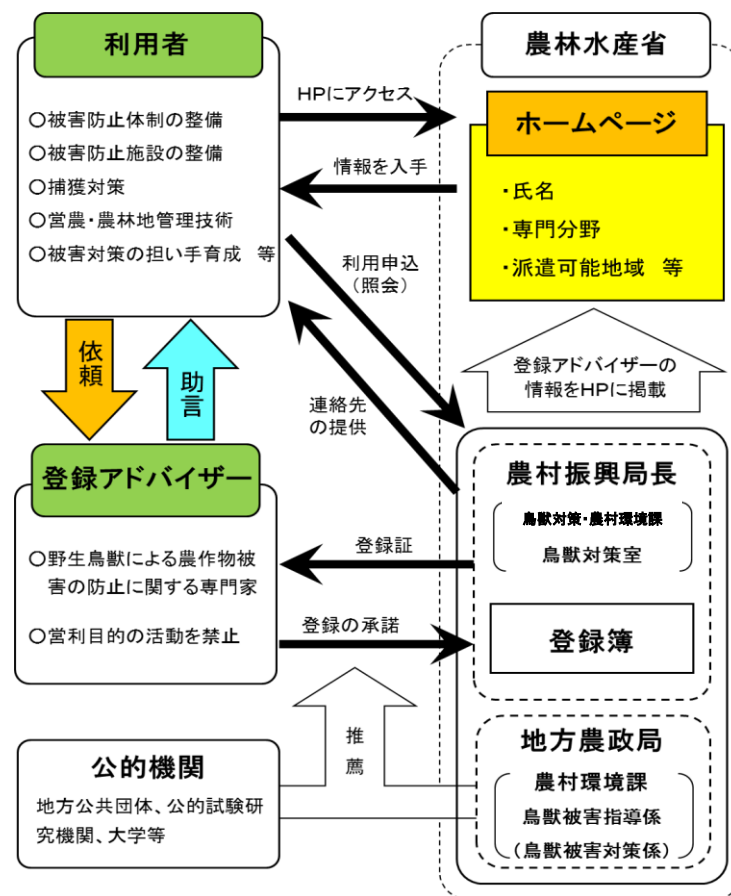 利用者
〇被害防止体制の整備
〇被害防止施設の整備
〇捕獲対策
〇営農・農林地管理技術
〇被害対策の担い手育成　等
HPにアクセス
情報を入手
農林水産省
ホームページ
・氏名
・専門分野
・派遣可能地域　等
利用申込
（照会）
連絡先
の提供
依頼
助言
登録アドバイザーの
情報をHPに掲載
登録アドバイザー
〇野生鳥獣による農作物被
害の防止に関する専門家
〇営利目的の活動を禁止
登録証
登録の承諾
農村振興局長
鳥獣対策・農村環境課
鳥獣対策室
登録簿
推薦
公的機関
地方公共団体、公的試験研
究機関、大学等
地方農政局
農村環境課
鳥獣被害指導係
（鳥獣被害対策係）